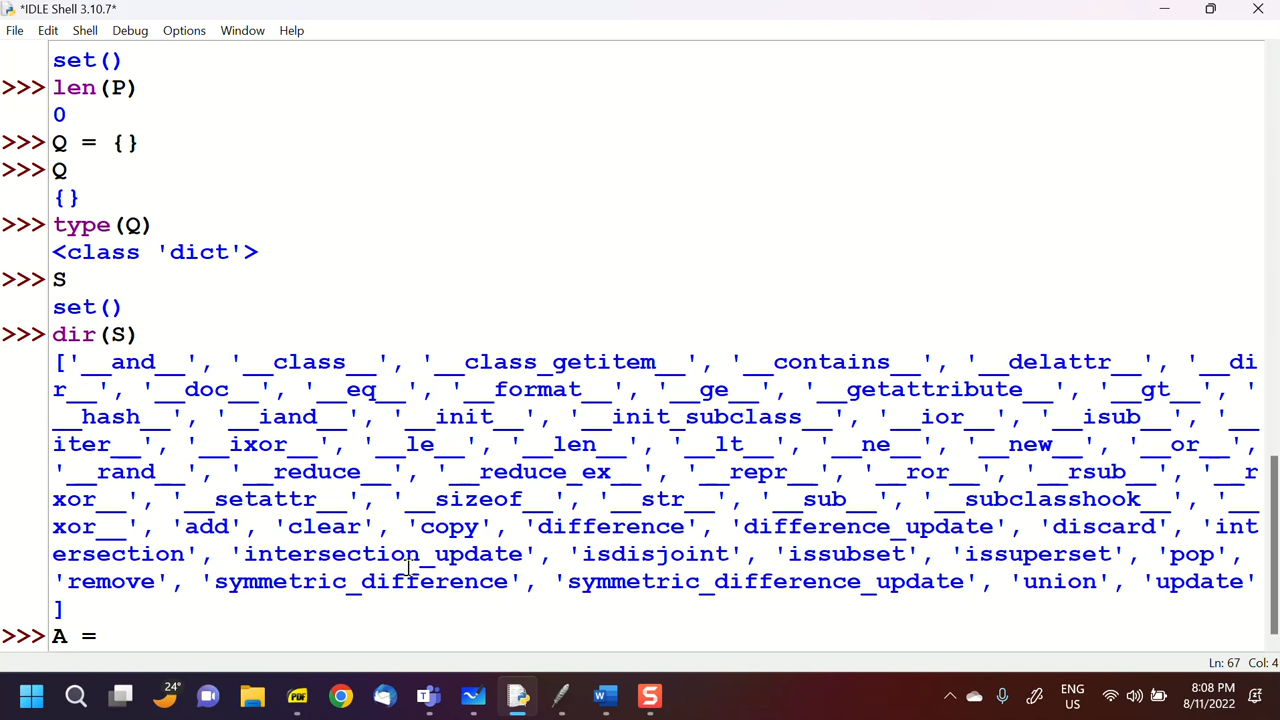 *IDLE Shell 3.10.7*
File Edit Shell Debug Options Window Help
set()
>>> len(P)
0
>>> Q = {}
>>> Q
{}
>>> type(Q)
<class 'dict'>
>>> S
set()
>>> dir(S)
['__and__', '__class__', '__class_getitem__', '__contains__', '__delattr__', '__di
r__', '__doc__', '__eq__', '__format__', '__ge__', '__getattribute__', '__gt__', '
__hash__', '__iand__', '__init__', '__init_subclass__', '__ior__', '__isub__', '__
iter__', '__ixor__', '__le__', '__len__', '__lt__', '__ne__', '__new__', '__or__',
'__rand__', '__reduce__', '__reduce_ex__', '__repr__', '__ror__', '__rsub__', '__r
xor__', '__setattr__', '__sizeof__', '__str__', '__sub__', '__subclasshook__', '__
xor__', 'add', 'clear', 'copy', 'difference', 'difference_update', 'discard', 'int
ersection', 'intersection_update', 'isdisjoint', 'issubset', 'issuperset', 'pop',
'remove', 'symmetric_difference', 'symmetric_difference_update', 'union', 'update'
]
>>> A =
Ln: 67 Col: 4
24°
PDF
ENG
US
8:08 PM
8/11/2022